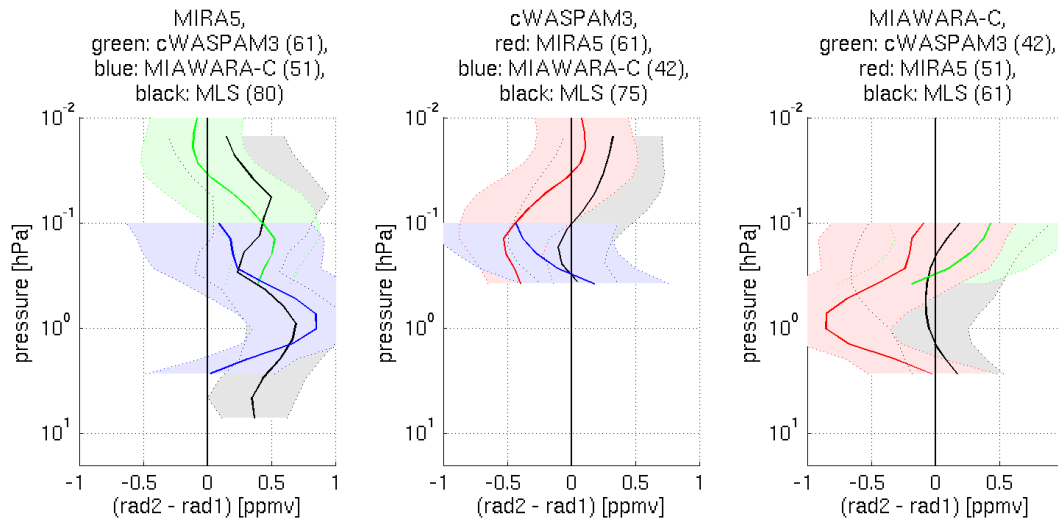 MIRA5,
green: cWASPAM3 (61),
blue: MIAWARA-C (51),
black: MLS (80)
10^-2
10^-1
10^0
10^1
pressure [hPa]
-1 -0.5 0 0.5 1
(rad2 - rad1) [ppmv]
cWASPAM3,
red: MIRA5 (61),
blue: MIAWARA-C (42),
black: MLS (75)
10^-2
10^-1
10^0
10^1
pressure [hPa]
-1 -0.5 0 0.5 1
(rad2 - rad1) [ppmv]
MIAWARA-C,
green: cWASPAM3 (42),
red: MIRA5 (51),
black: MLS (61)
10^-2
10^-1
10^0
10^1
pressure [hPa]
-1 -0.5 0 0.5 1
(rad2 - rad1) [ppmv]